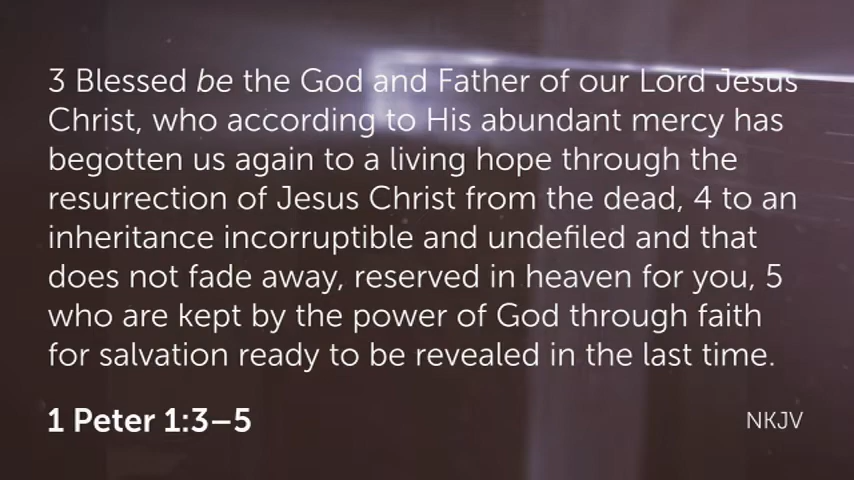 3 Blessed be the God and Father of our Lord Jesus
Christ, who according to His abundant mercy has
begotten us again to a living hope through the
resurrection of Jesus Christ from the dead, 4 to an
inheritance incorruptible and undefiled and that
does not fade away, reserved in heaven for you, 5
who are kept by the power of God through faith
for salvation ready to be revealed in the last time.
1 Peter 1:3–5
NKJV